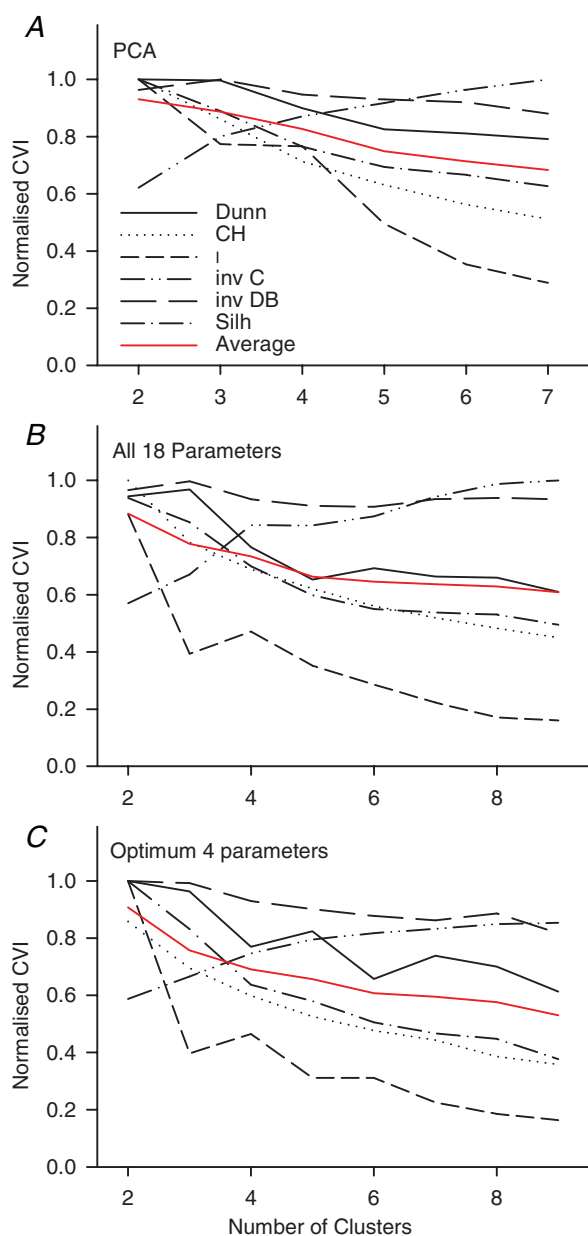 A
PCA
1.0
0.8
0.6
0.4
0.2
0.0
Normalised CVI
Dunn
CH
I
inv C
inv DB
Silh
Average
2 3 4 5 6 7
B
All 18 Parameters
1.0
0.8
0.6
0.4
0.2
0.0
Normalised CVI
2 4 6 8
C
Optimum 4 parameters
1.0
0.8
0.6
0.4
0.2
0.0
Normalised CVI
2 4 6 8
Number of Clusters